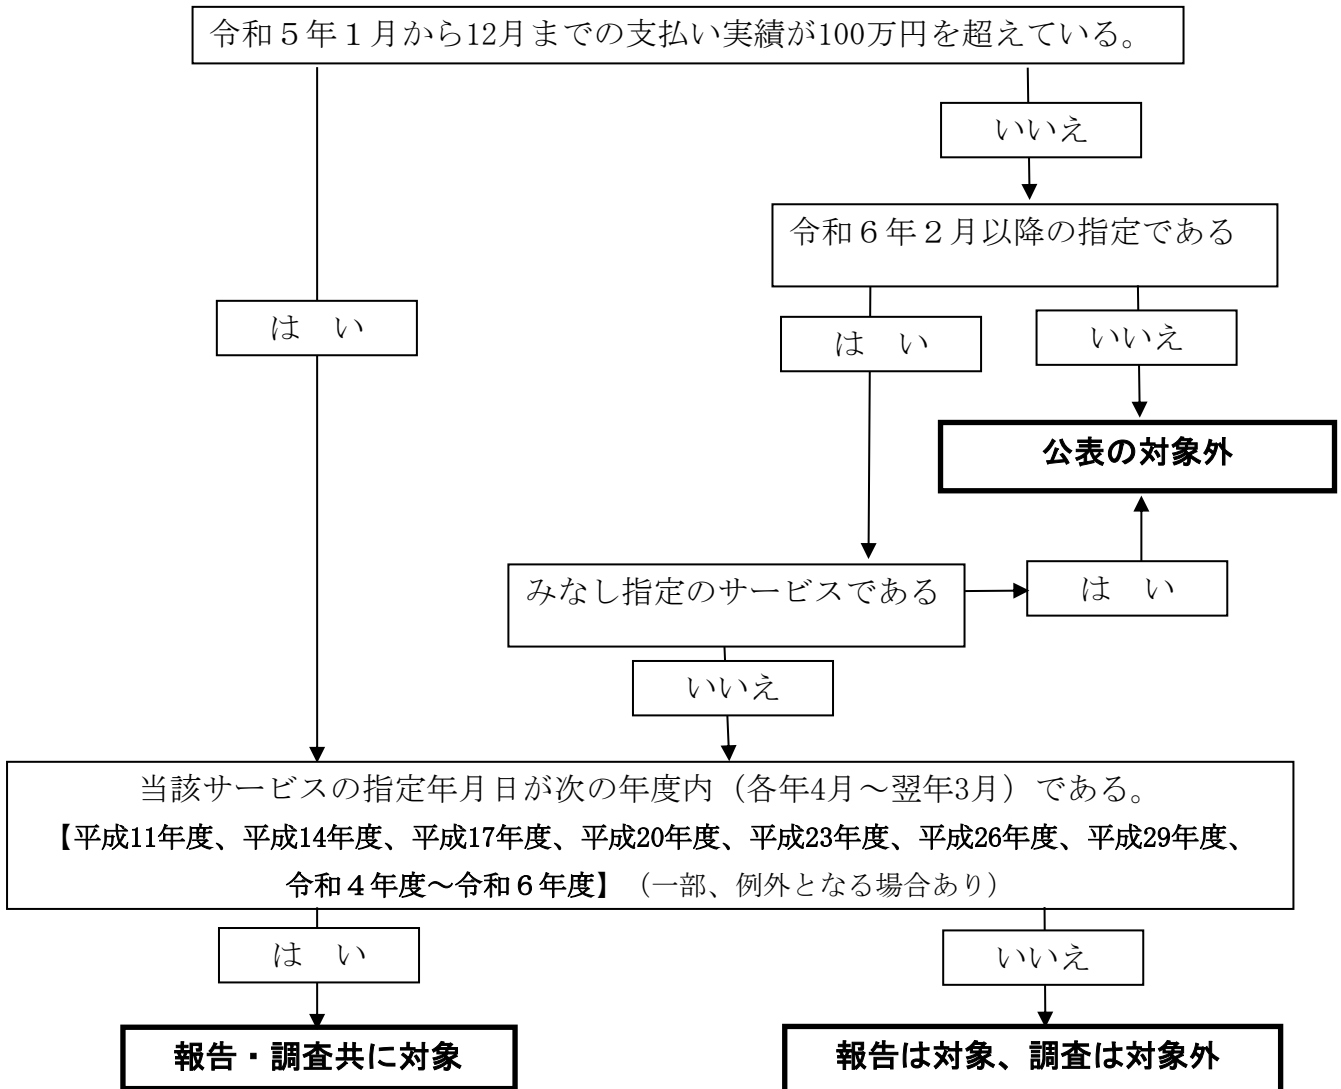 令和５年１月から12月までの支払い実績が100万円を超えている。
いいえ
令和６年２月以降の指定である
は　い
は　い
いいえ
公表の対象外
みなし指定のサービスである
は　い
いいえ
当該サービスの指定年月日が次の年度内（各年4月～翌年3月）である。
【平成11年度、平成14年度、平成17年度、平成20年度、平成23年度、平成26年度、平成29年度、
令和４年度～令和６年度】（一部、例外となる場合あり）
は　い
いいえ
報告・調査共に対象
報告は対象、調査は対象外